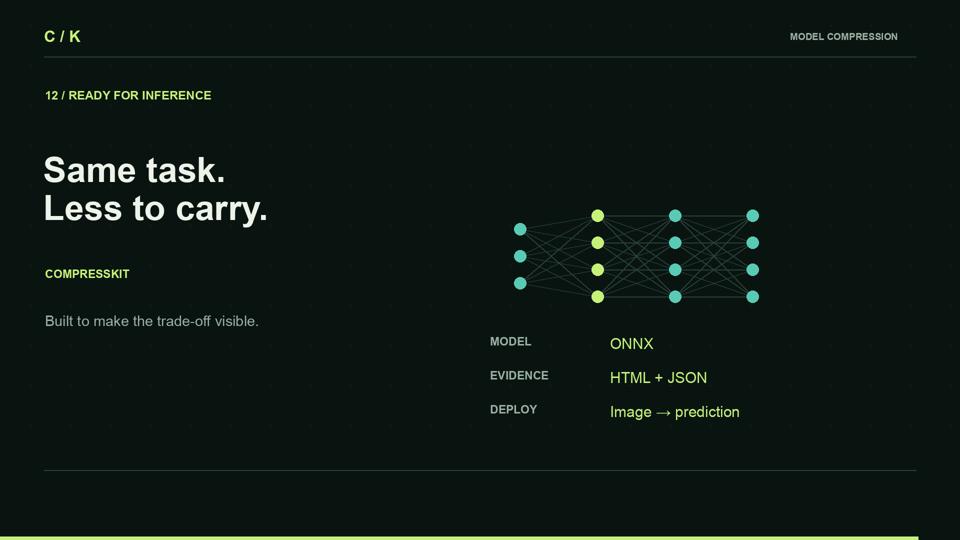 C / K
MODEL COMPRESSION
12 / READY FOR INFERENCE
Same task.
Less to carry.
COMPRESSKIT
Built to make the trade-off visible.
MODEL ONNX
EVIDENCE HTML + JSON
DEPLOY Image → prediction